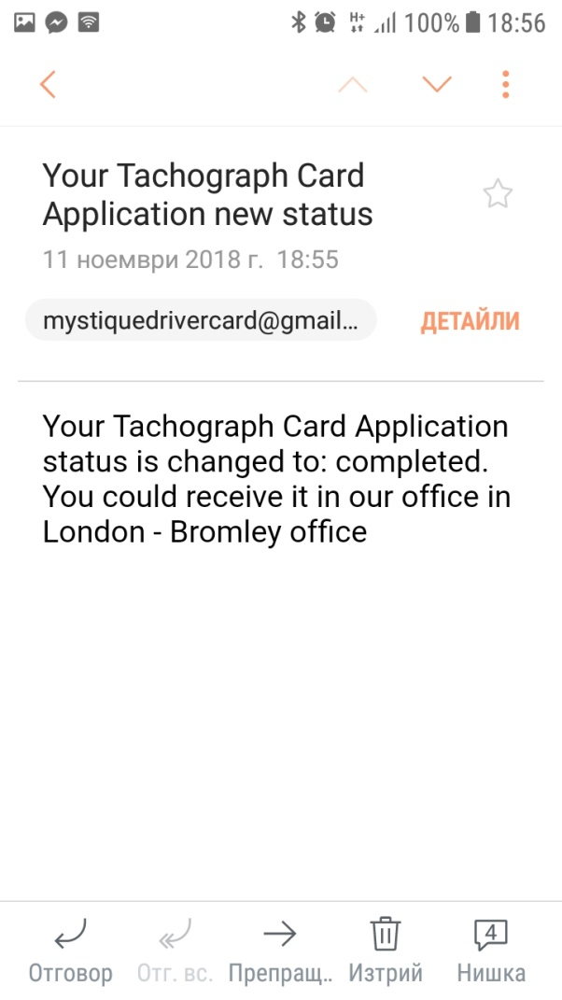 H+ 100% 18:56
Your Tachograph Card
Application new status
11 ноември 2018 г. 18:55
mystiquedrivercard@gmail...
ДЕТАЙЛИ
Your Tachograph Card Application
status is changed to: completed.
You could receive it in our office in
London - Bromley office
4
Отговор Отг. вс. Препращ.. Изтрий Нишка